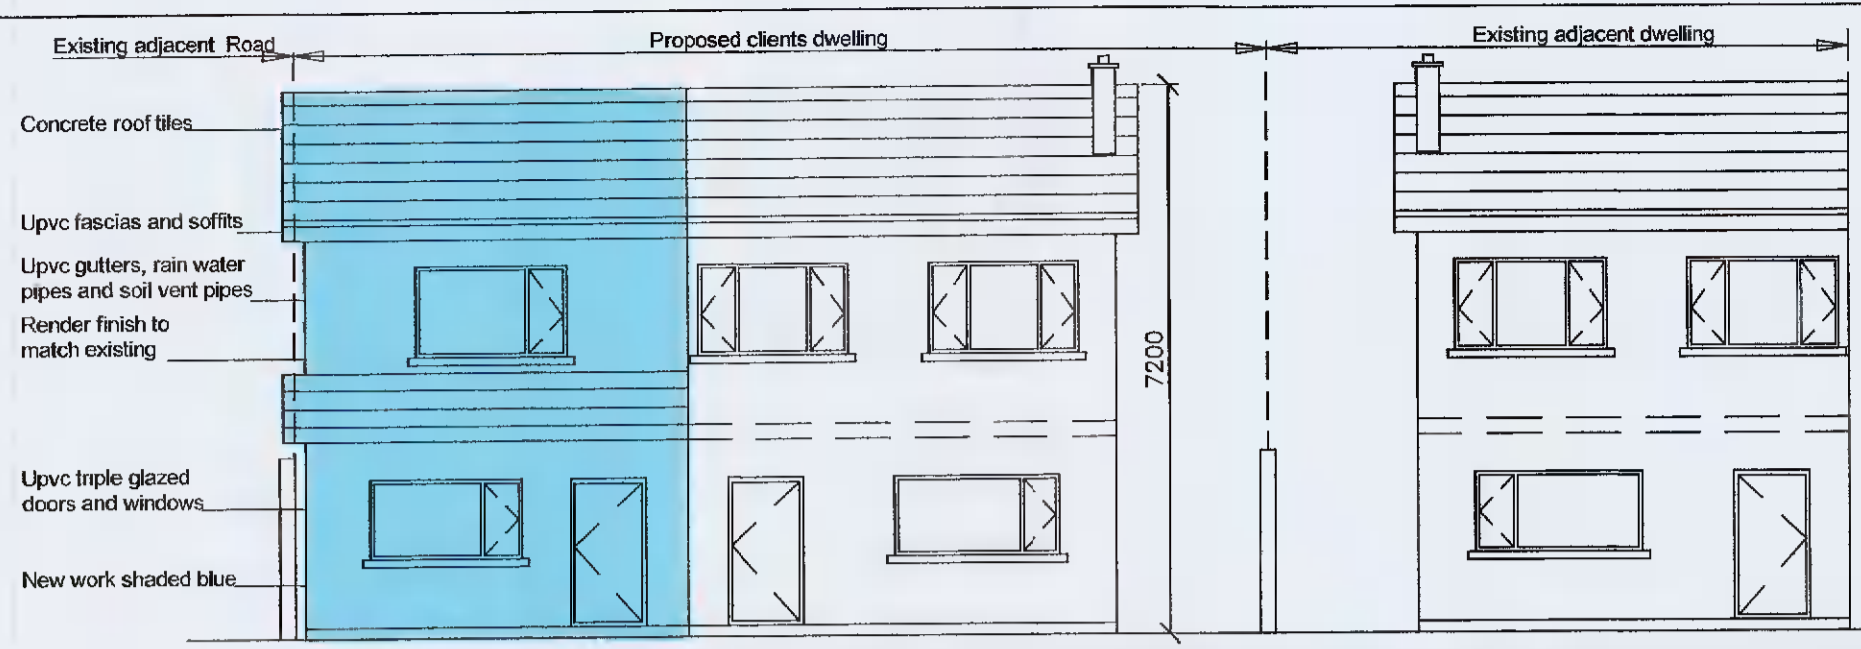 Existing adjacent Road
Proposed clients dwelling
Existing adjacent dwelling
Concrete roof tiles
Upvc fascias and soffits
Upvc gutters, rain water
pipes and soil vent pipes
Render finish to
match existing
7200
Upvc triple glazed
doors and windows
New work shaded blue